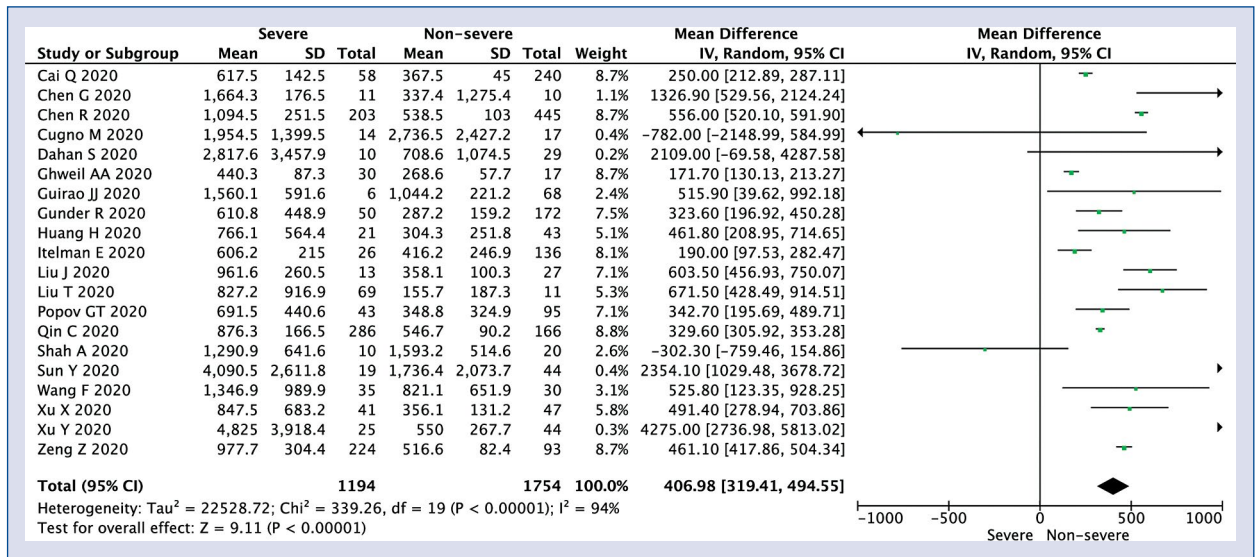 Severe Non-severe Mean Difference Mean Difference
Study or Subgroup Mean SD Total Mean SD Total Weight IV, Random, 95% CI IV, Random, 95% CI
Cai Q 2020 617.5 142.5 58 367.5 45 240 8.7% 250.00 [212.89, 287.11]
Chen G 2020 1,664.3 176.5 11 337.4 1,275.4 10 1.1% 1326.90 [529.56, 2124.24]
Chen R 2020 1,094.5 251.5 203 538.5 103 445 8.7% 556.00 [520.10, 591.90]
Cugno M 2020 1,954.5 1,399.5 14 2,736.5 2,427.2 17 0.4% -782.00 [-2148.99, 584.99]
Dahan S 2020 2,817.6 3,457.9 10 708.6 1,074.5 29 0.2% 2109.00 [-69.58, 4287.58]
Ghweil AA 2020 440.3 87.3 30 268.6 57.7 17 8.7% 171.70 [130.13, 213.27]
Guirao JJ 2020 1,560.1 591.6 6 1,044.2 221.2 68 2.4% 515.90 [39.62, 992.18]
Gunder R 2020 610.8 448.9 50 287.2 159.2 172 7.5% 323.60 [196.92, 450.28]
Huang H 2020 766.1 564.4 21 304.3 251.8 43 5.1% 461.80 [208.95, 714.65]
Itelman E 2020 606.2 215 26 416.2 246.9 136 8.1% 190.00 [97.53, 282.47]
Liu J 2020 961.6 260.5 13 358.1 100.3 27 7.1% 603.50 [456.93, 750.07]
Liu T 2020 827.2 916.9 69 155.7 187.3 11 5.3% 671.50 [428.49, 914.51]
Popov GT 2020 691.5 440.6 43 348.8 324.9 95 7.1% 342.70 [195.69, 489.71]
Qin C 2020 876.3 166.5 286 546.7 90.2 166 8.8% 329.60 [305.92, 353.28]
Shah A 2020 1,290.9 641.6 10 1,593.2 514.6 20 2.6% -302.30 [-759.46, 154.86]
Sun Y 2020 4,090.5 2,611.8 19 1,736.4 2,073.7 44 0.4% 2354.10 [1029.48, 3678.72]
Wang F 2020 1,346.9 989.9 35 821.1 651.9 30 3.1% 525.80 [123.35, 928.25]
Xu X 2020 847.5 683.2 41 356.1 131.2 47 5.8% 491.40 [278.94, 703.86]
Xu Y 2020 4,825 3,918.4 25 550 267.7 44 0.3% 4275.00 [2736.98, 5813.02]
Zeng Z 2020 977.7 304.4 224 516.6 82.4 93 8.7% 461.10 [417.86, 504.34]
Total (95% CI) 1194 1754 100.0% 406.98 [319.41, 494.55]
Heterogeneity: Tau² = 22528.72; Chi² = 339.26, df = 19 (P < 0.00001); I² = 94%
Test for overall effect: Z = 9.11 (P < 0.00001)
-1000 -500 0 500 1000
Severe Non-severe